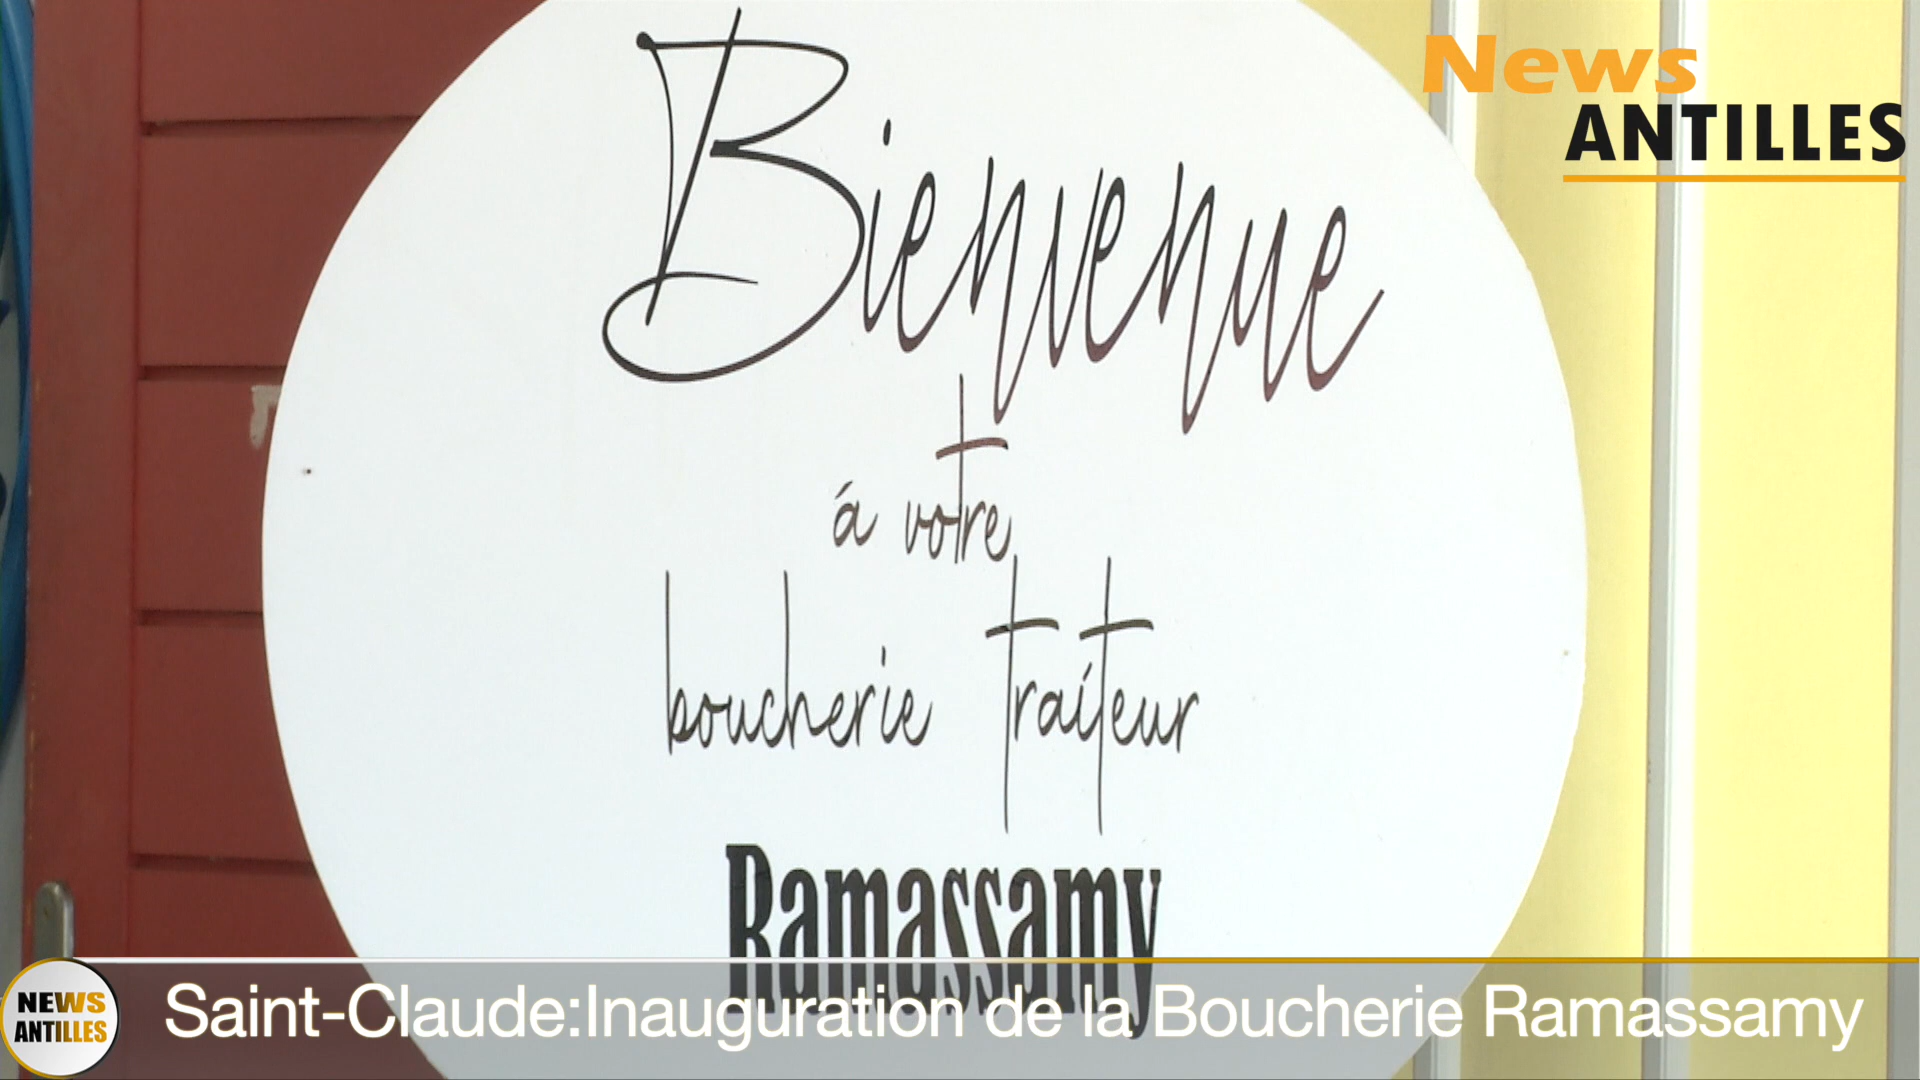 News
ANTILLES
Bienvenue
á votre
boucherie traiteur
Ramassamy
NEWS
ANTILLES
Saint-Claude:Inauguration de la Boucherie Ramassamy